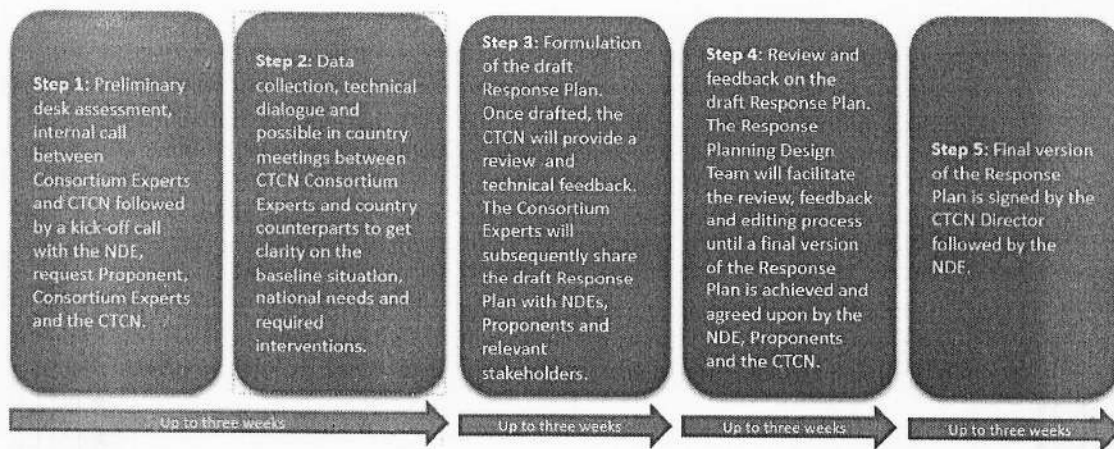 Step 1: Preliminary
desk assessment,
internal call
between
Consortium Experts
and CTCN followed
by a kick-off call
with the NDE,
request Proponent,
Consortium Experts
and the CTCN.
Step 2: Data
collection, technical
dialogue and
possible in country
meetings between
CTCN Consortium
Experts and country
counterparts to get
clarity on the
baseline situation,
national needs and
required
interventions.
Step 3: Formulation
of the draft
Response Plan.
Once drafted, the
CTCN will provide a
review and
technical feedback.
The Consortium
Experts will
subsequently share
the draft Response
Plan with NDEs,
Proponents and
relevant
stakeholders.
Step 4: Review and
feedback on the
draft Response Plan.
The Response
Planning Design
Team will facilitate
the review, feedback
and editing process
until a final version
of the Response
Plan is achieved and
agreed upon by the
NDE, Proponents
and the CTCN.
Step 5: Final version
of the Response
Plan is signed by the
CTCN Director
followed by the
NDE.
Up to three weeks
Up to three weeks
Up to three weeks
Up to three weeks